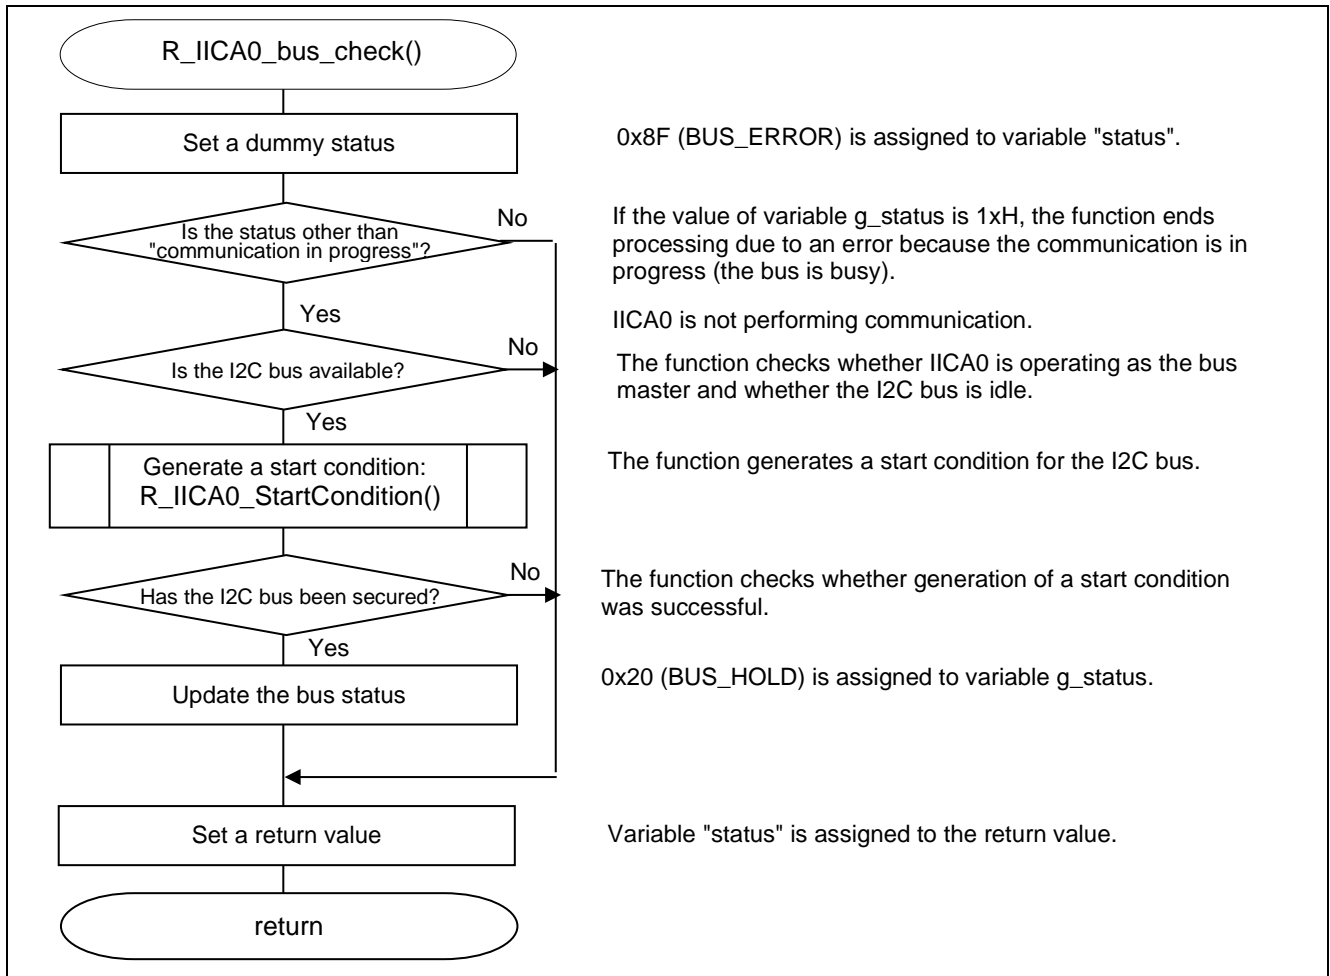 R_IICA0_bus_check()
Set a dummy status
0x8F (BUS_ERROR) is assigned to variable "status".
Is the status other than
"communication in progress"?
No
If the value of variable g_status is 1xH, the function ends
processing due to an error because the communication is in
progress (the bus is busy).
Yes
IICA0 is not performing communication.
Is the I2C bus available?
No
The function checks whether IICA0 is operating as the bus
master and whether the I2C bus is idle.
Yes
Generate a start condition:
R_IICA0_StartCondition()
The function generates a start condition for the I2C bus.
Has the I2C bus been secured?
No
The function checks whether generation of a start condition
was successful.
Yes
Update the bus status
0x20 (BUS_HOLD) is assigned to variable g_status.
Set a return value
Variable "status" is assigned to the return value.
return